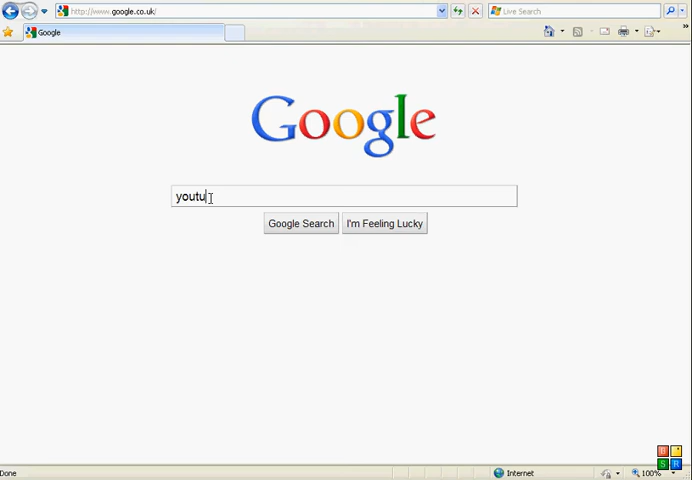 http://www.google.co.uk/
Live Search
Google
Google
youtu
Google Search
I'm Feeling Lucky
B
S R
Done
Internet
100%